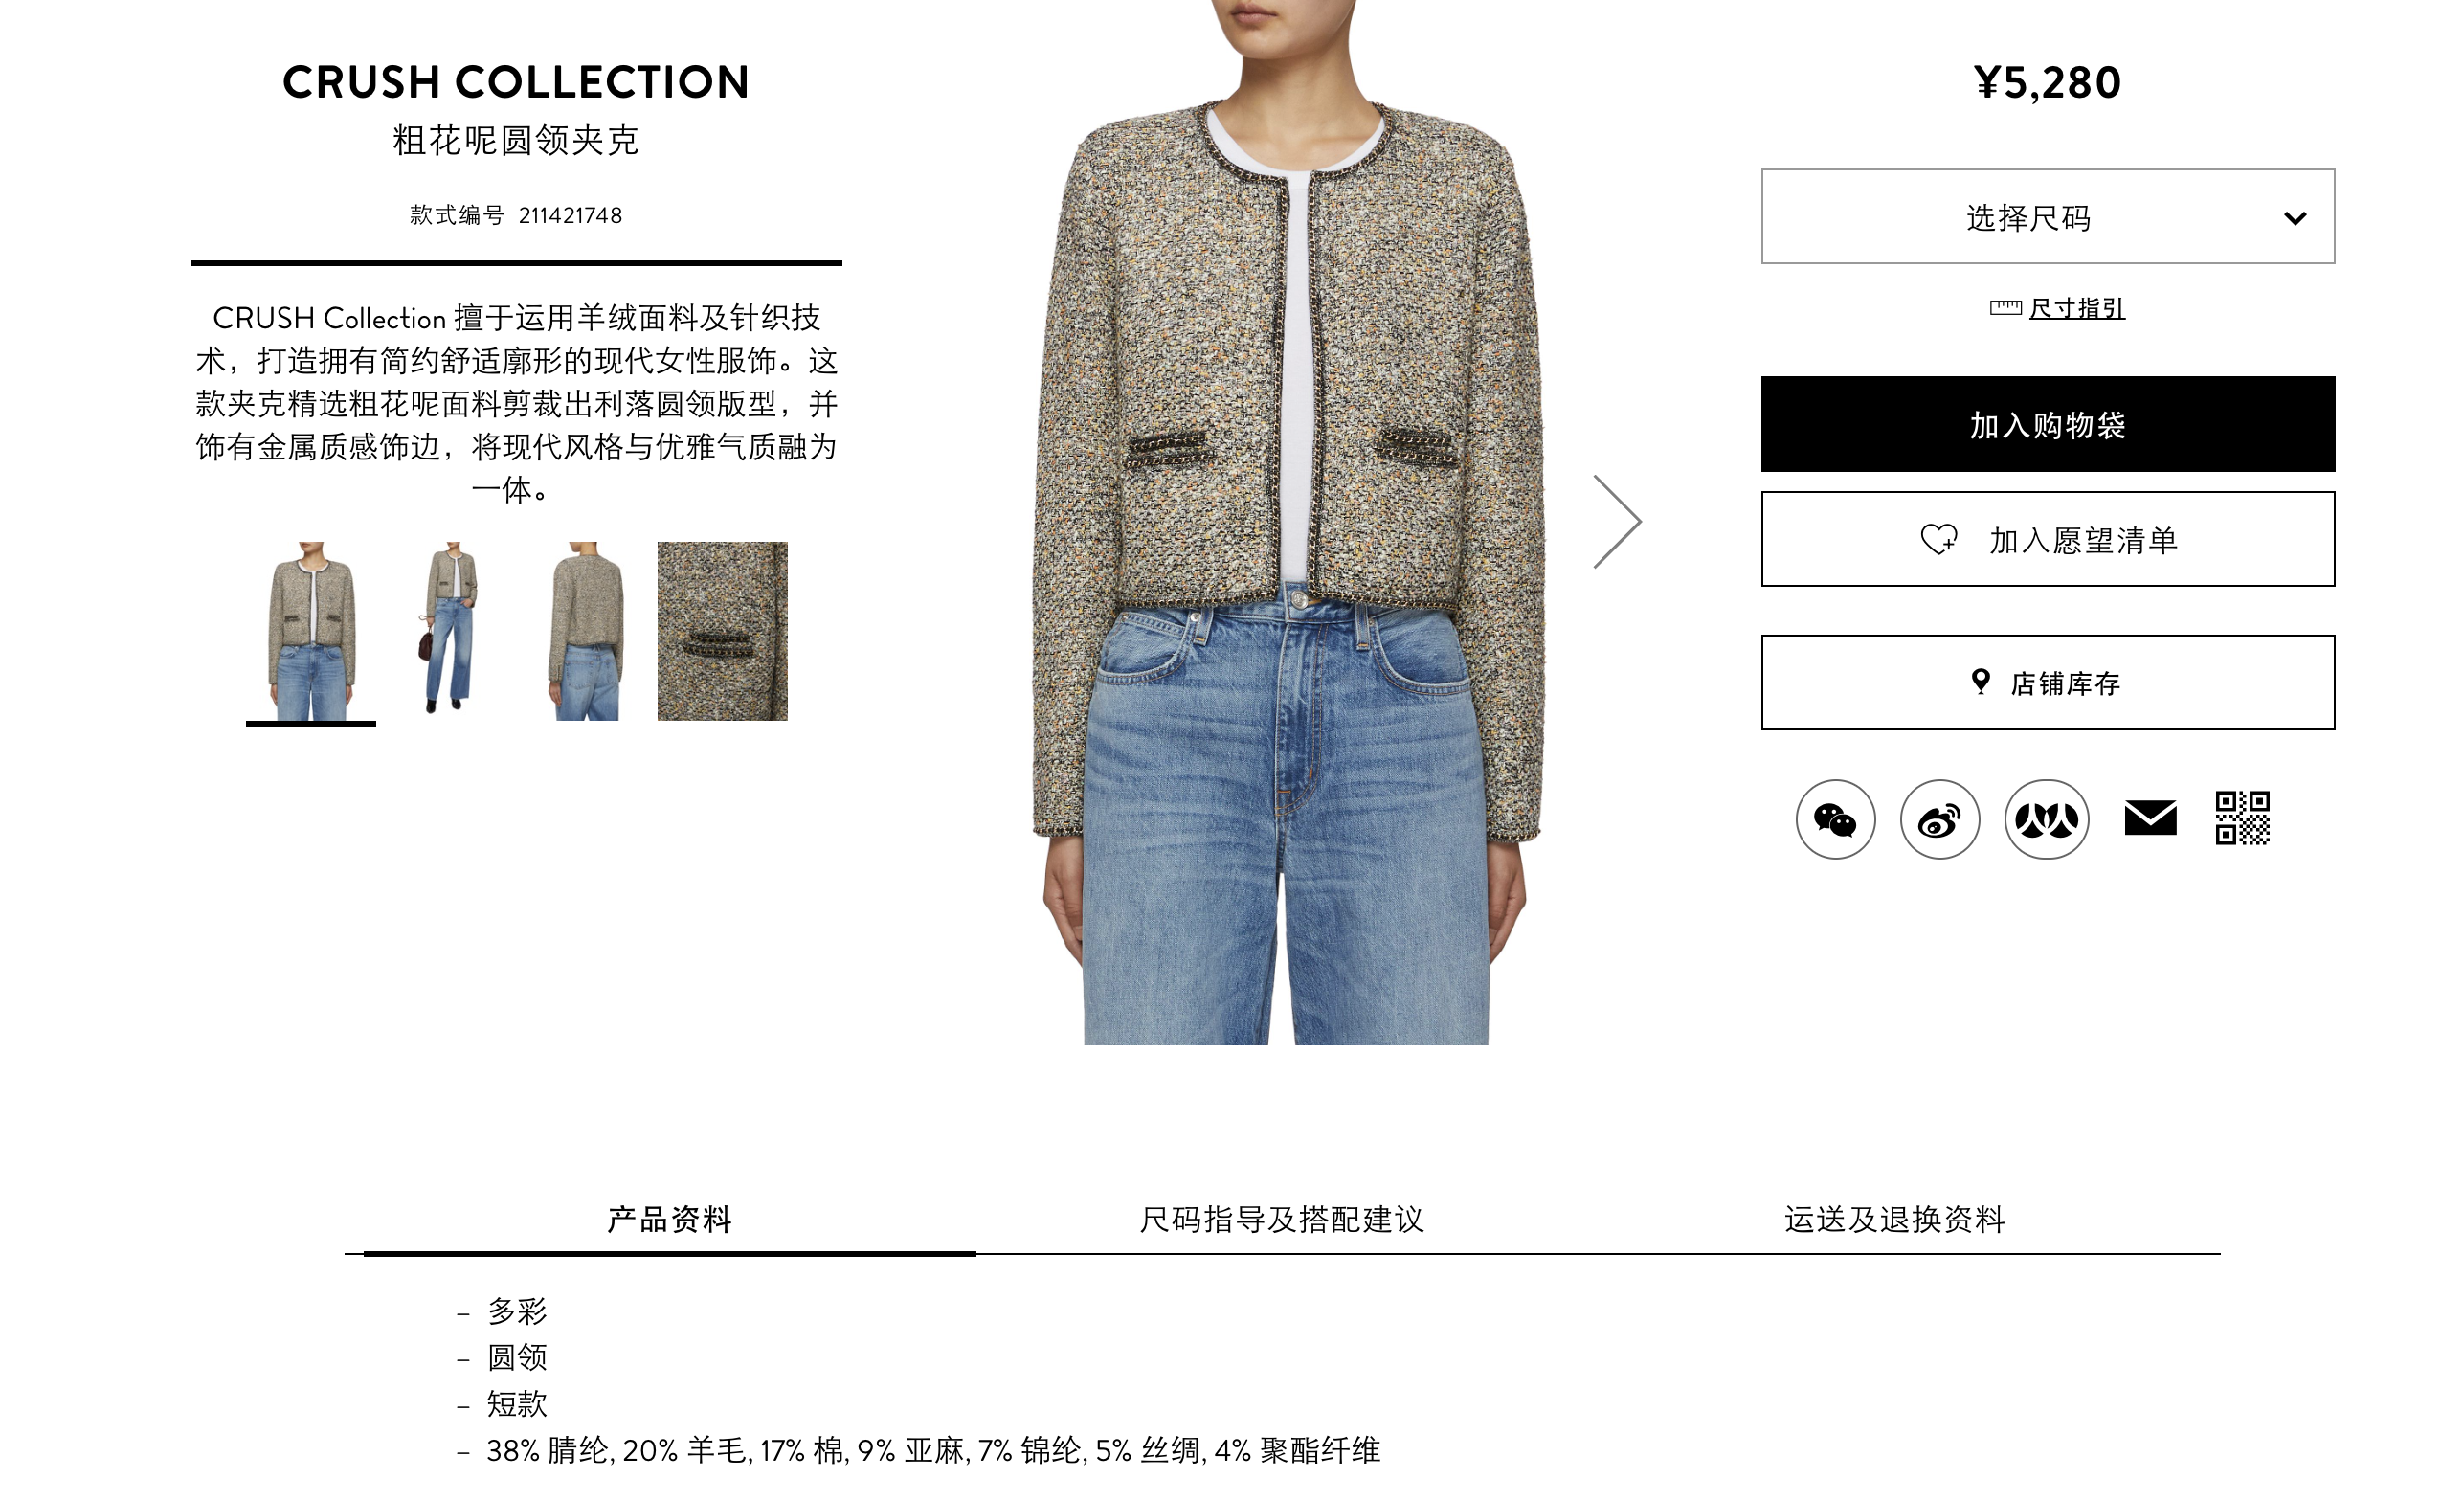 CRUSH COLLECTION
粗花呢圆领夹克
款式编号 211421748
CRUSH Collection 擅于运用羊绒面料及针织技
术，打造拥有简约舒适廓形的现代女性服饰。这
款夹克精选粗花呢面料剪裁出利落圆领版型，并
饰有金属质感饰边，将现代风格与优雅气质融为
一体。
¥5,280
选择尺码
尺寸指引
加入购物袋
加入愿望清单
店铺库存
产品资料
尺码指导及搭配建议
运送及退换资料
– 多彩
– 圆领
– 短款
– 38% 腈纶, 20% 羊毛, 17% 棉, 9% 亚麻, 7% 锦纶, 5% 丝绸, 4% 聚酯纤维